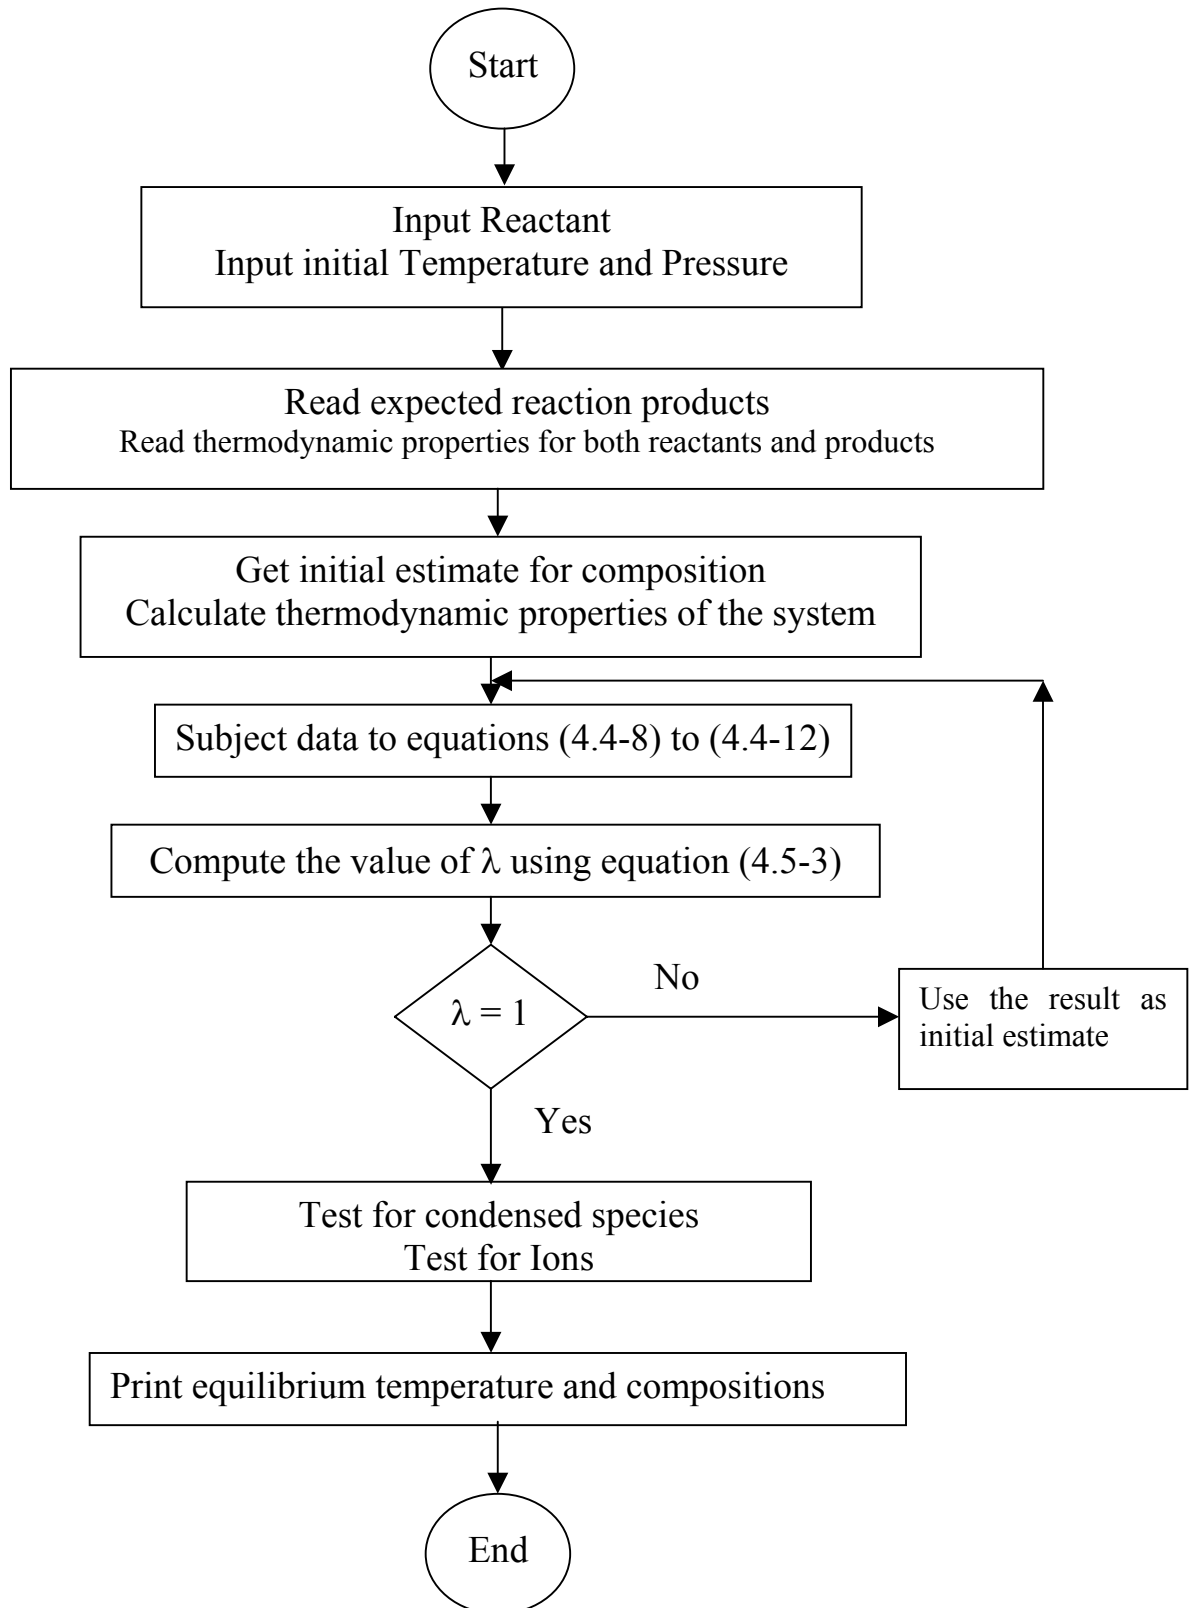 Start
Input Reactant
Input initial Temperature and Pressure
Read expected reaction products
Read thermodynamic properties for both reactants and products
Get initial estimate for composition
Calculate thermodynamic properties of the system
Subject data to equations (4.4-8) to (4.4-12)
Compute the value of λ using equation (4.5-3)
λ = 1
No
Use the result as
initial estimate
Yes
Test for condensed species
Test for Ions
Print equilibrium temperature and compositions
End